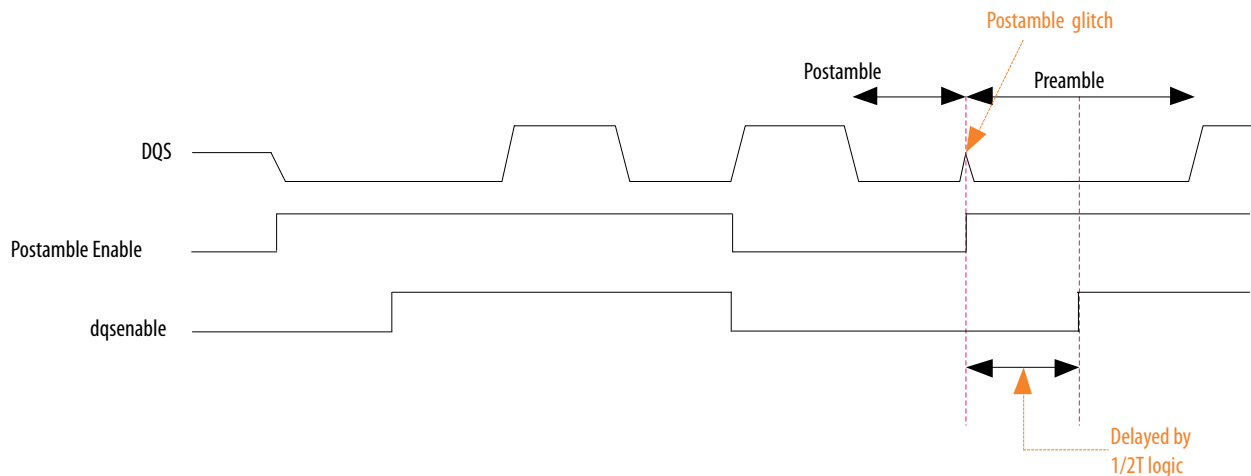 Postamble glitch
Postamble
Preamble
DQS
Postamble Enable
dqsenable
Delayed by
1/2T logic